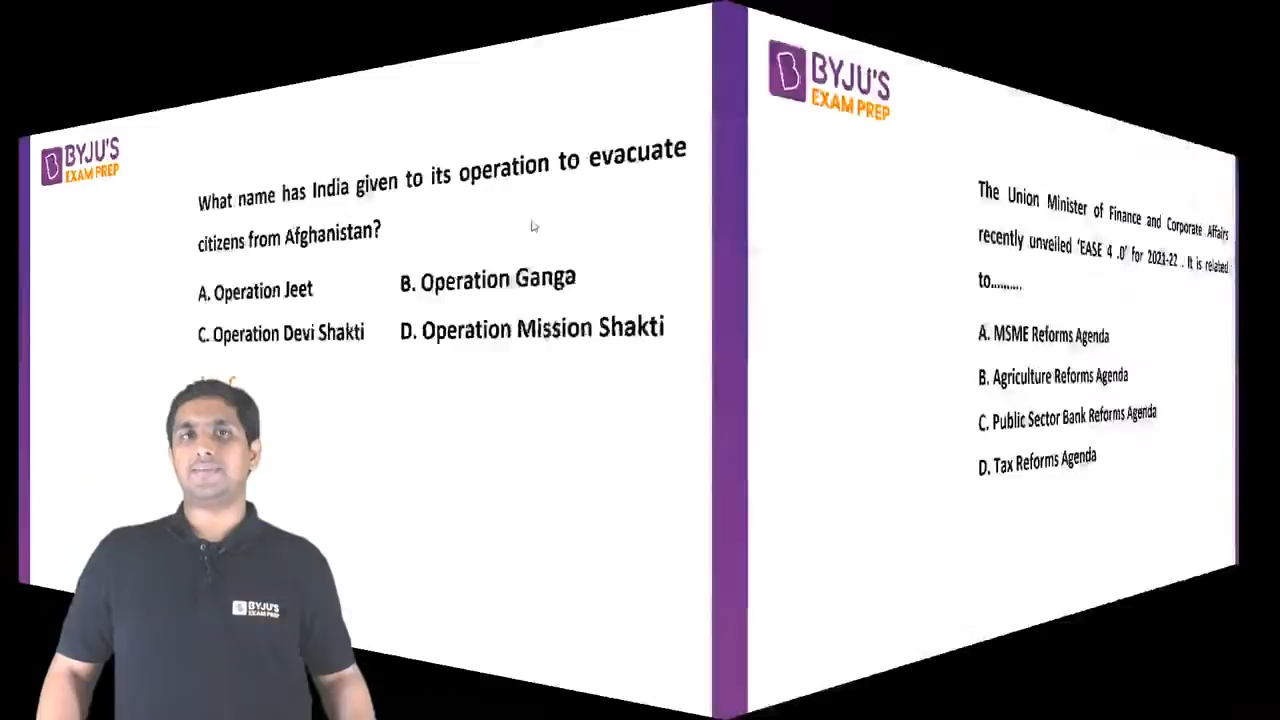 BYJU'S
EXAM PREP
What name has India given to its operation to evacuate
citizens from Afghanistan?
A. Operation Jeet
B. Operation Ganga
C. Operation Devi Shakti
D. Operation Mission Shakti
BYJU'S
EXAM PREP
BYJU'S
EXAM PREP
The Union Minister of Finance and Corporate Affairs
recently unveiled 'EASE 4 .0' for 2021-22 . It is related
to..........
A. MSME Reforms Agenda
B. Agriculture Reforms Agenda
C. Public Sector Bank Reforms Agenda
D. Tax Reforms Agenda